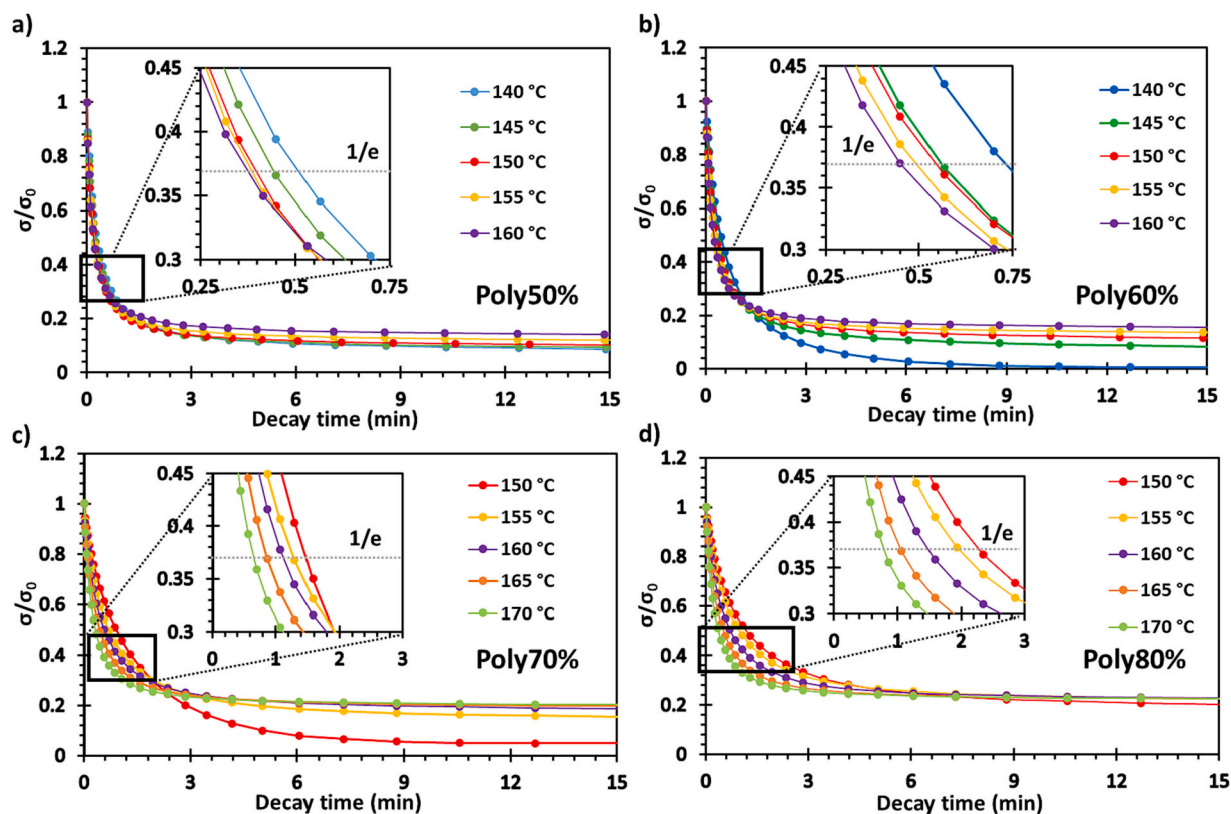 a)
1.2
1
0.8
0.6
0.4
0.2
0
σ/σ0
0.45
0.4
0.35
0.3
0.25
0.5
0.75
1/e
140 °C
145 °C
150 °C
155 °C
160 °C
Poly50%
0
3
6
9
12
15
Decay time (min)
b)
1.2
1
0.8
0.6
0.4
0.2
0
σ/σ0
0.45
0.4
0.35
0.3
0.25
0.5
0.75
1/e
140 °C
145 °C
150 °C
155 °C
160 °C
Poly60%
0
3
6
9
12
15
Decay time (min)
c)
1.2
1
0.8
0.6
0.4
0.2
0
σ/σ0
0.45
0.4
0.35
0.3
0
1
2
3
1/e
150 °C
155 °C
160 °C
165 °C
170 °C
Poly70%
0
3
6
9
12
15
Decay time (min)
d)
1.2
1
0.8
0.6
0.4
0.2
0
σ/σ0
0.45
0.4
0.35
0.3
0
1
2
3
1/e
150 °C
155 °C
160 °C
165 °C
170 °C
Poly80%
0
3
6
9
12
15
Decay time (min)